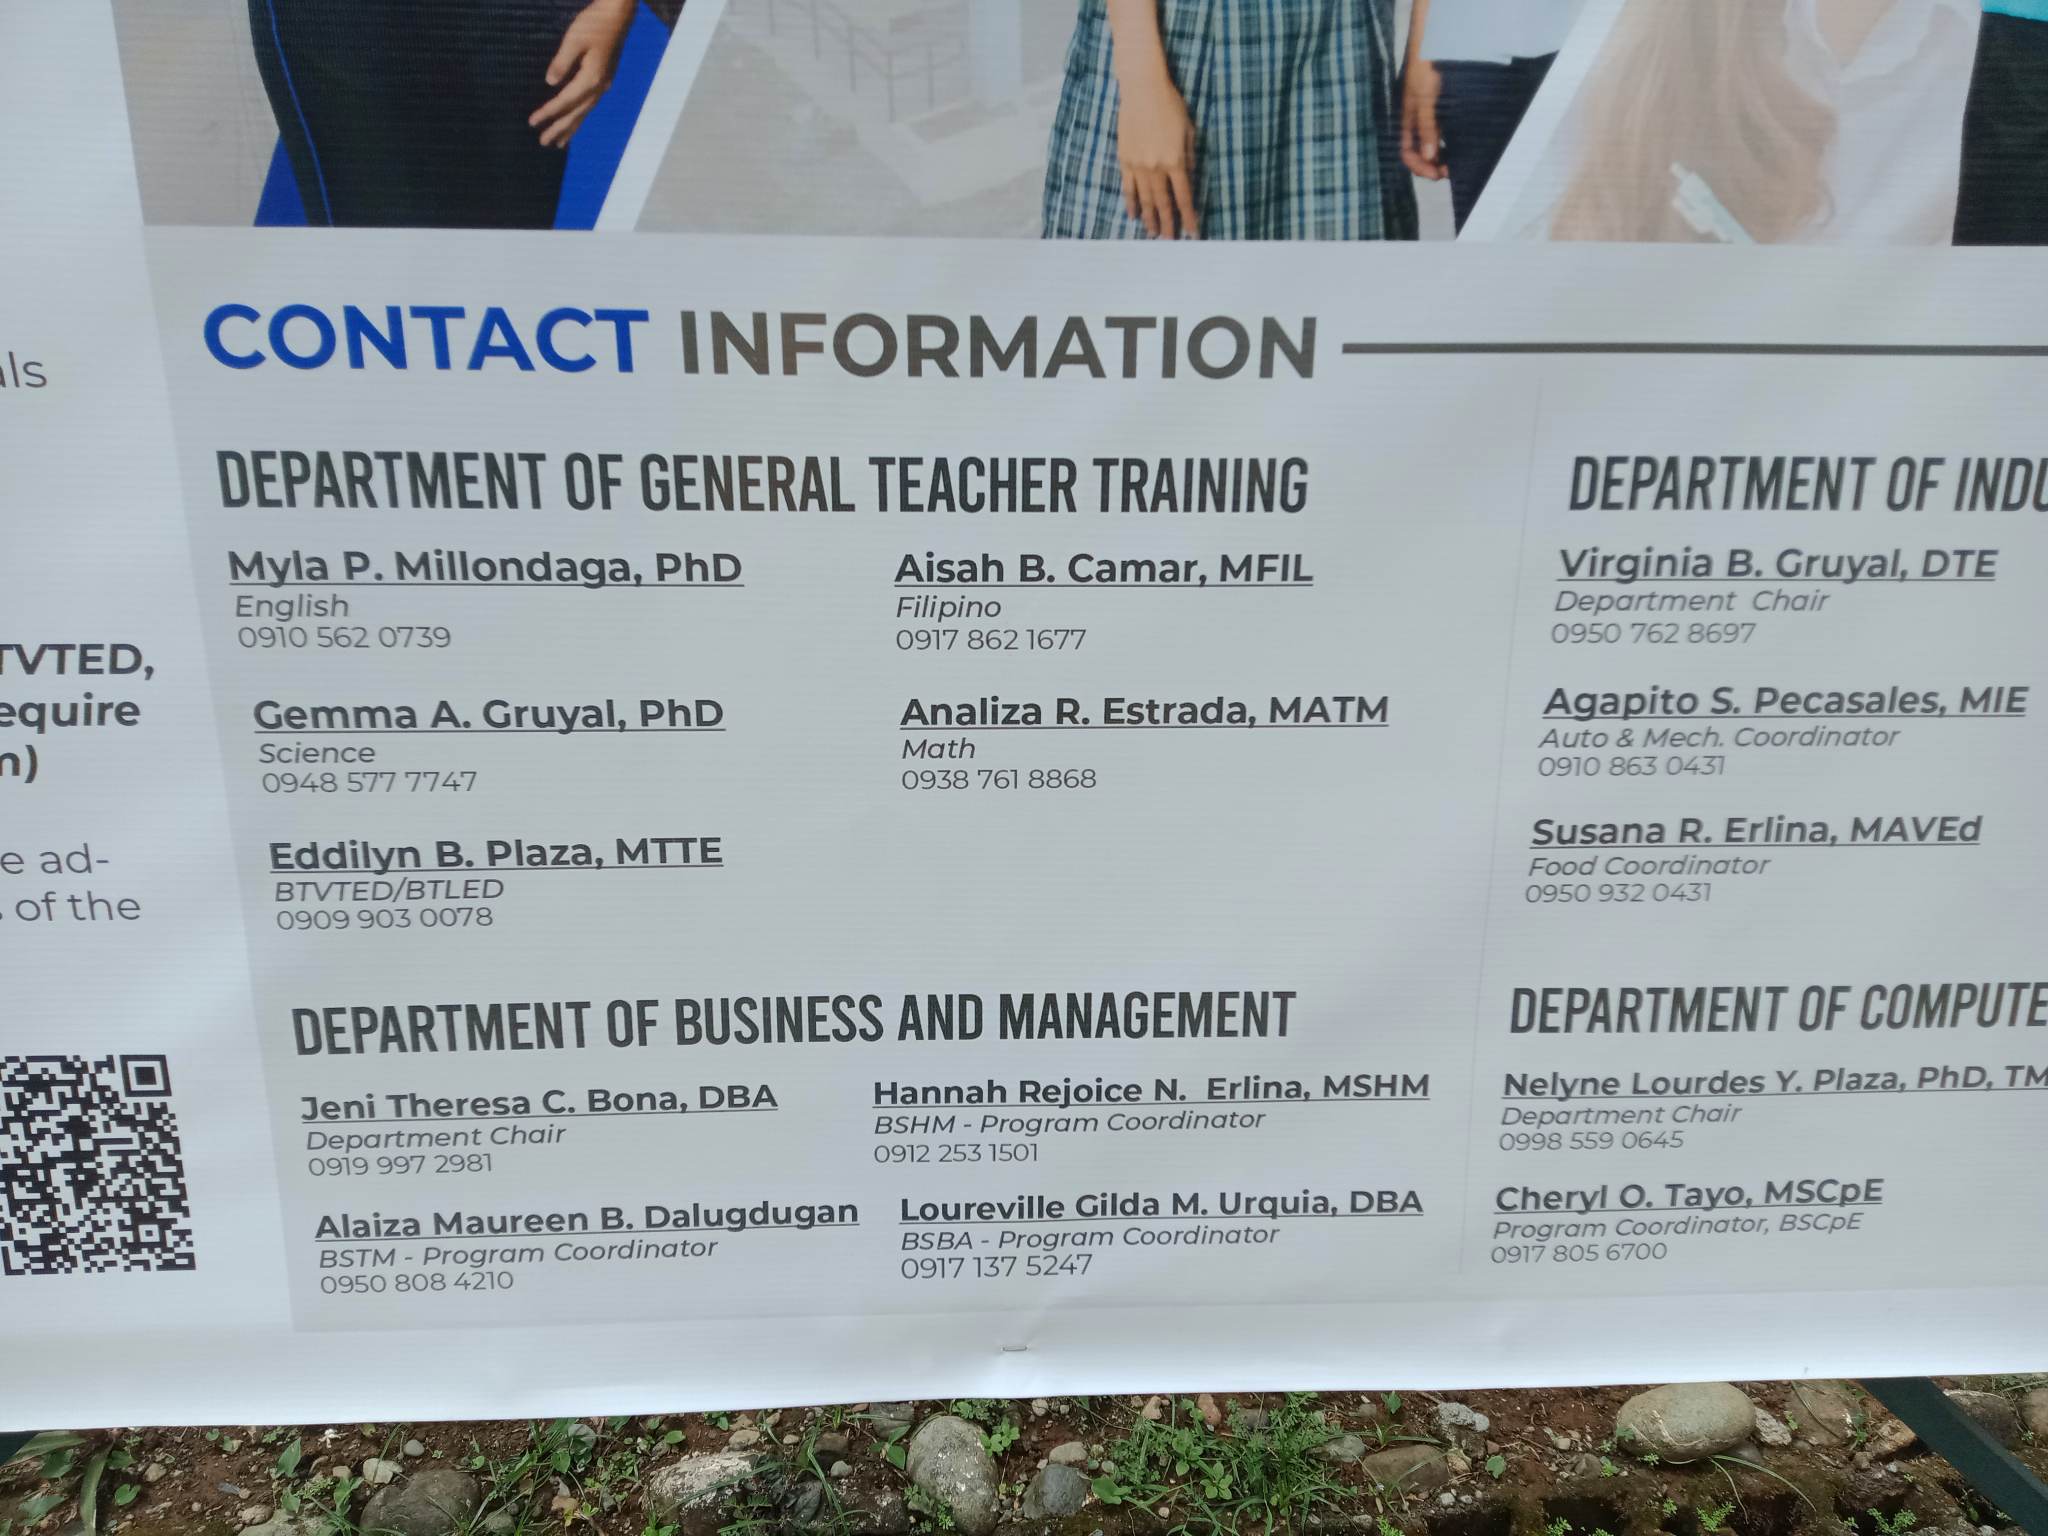 als
TVTED,
equire
n)
e ad-
of the
CONTACT INFORMATION
DEPARTMENT OF GENERAL TEACHER TRAINING
Myla P. Millondaga, PhD
English
0910 562 0739
Aisah B. Camar, MFIL
Filipino
0917 862 1677
Gemma A. Gruyal, PhD
Science
0948 577 7747
Analiza R. Estrada, MATM
Math
0938 761 8868
Eddilyn B. Plaza, MTTE
BTVTED/BTLED
0909 903 0078
DEPARTMENT OF INDU
Virginia B. Gruyal, DTE
Department Chair
0950 762 8697
Agapito S. Pecasales, MIE
Auto & Mech. Coordinator
0910 863 0431
Susana R. Erlina, MAVEd
Food Coordinator
0950 932 0431
DEPARTMENT OF BUSINESS AND MANAGEMENT
Jeni Theresa C. Bona, DBA
Department Chair
0919 997 2981
Hannah Rejoice N. Erlina, MSHM
BSHM - Program Coordinator
0912 253 1501
Alaiza Maureen B. Dalugdugan
BSTM - Program Coordinator
0950 808 4210
Loureville Gilda M. Urquia, DBA
BSBA - Program Coordinator
0917 137 5247
DEPARTMENT OF COMPUTE
Nelyne Lourdes Y. Plaza, PhD, TM
Department Chair
0998 559 0645
Cheryl O. Tayo, MSCpE
Program Coordinator, BSCpE
0917 805 6700